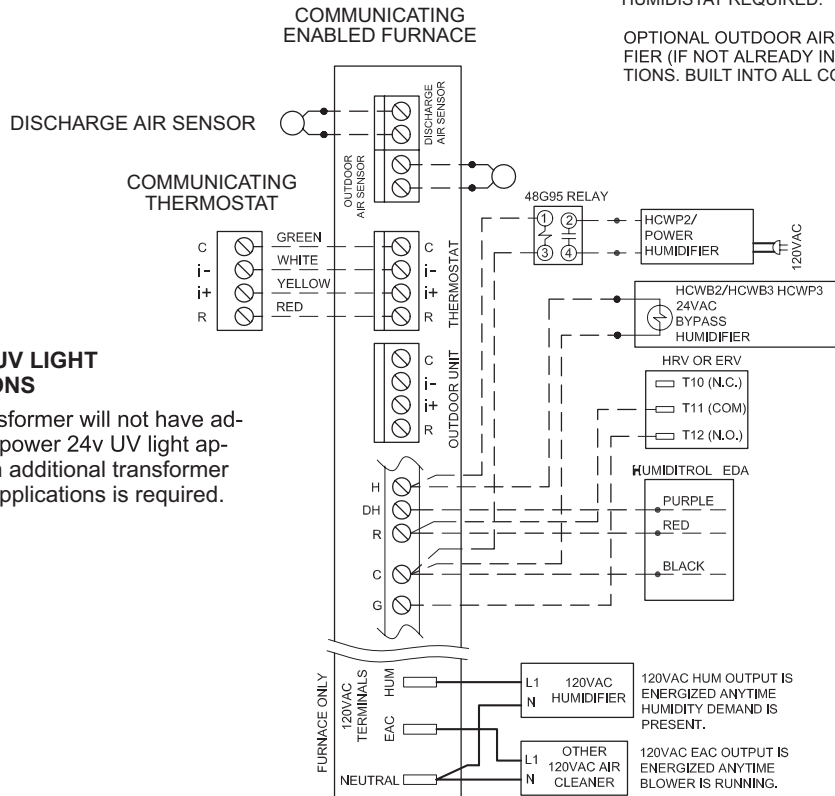 COMMUNICATING
ENABLED FURNACE
HUMIDISTAT REQUIRED.
OPTIONAL OUTDOOR AIR
FIER (IF NOT ALREADY IN
TIONS. BUILT INTO ALL CO
DISCHARGE AIR SENSOR
DISCHARGE
AIR SENSOR
OUTDOOR
AIR SENSOR
COMMUNICATING
THERMOSTAT
C
i-
i+
R
GREEN
WHITE
YELLOW
RED
C
i-
i+
R
THERMOSTAT
C
i-
i+
R
OUTDOOR UNIT
48G95 RELAY
1
2
3
4
HCWP2/
POWER
HUMIDIFIER
120VAC
HCWB2/HCWB3 HCWP3
24VAC
BYPASS
HUMIDIFIER
HRV OR ERV
T10 (N.C.)
T11 (COM)
T12 (N.O.)
UV LIGHT
ONS
nsformer will not have ad-
power 24v UV light ap-
n additional transformer
applications is required.
H
DH
R
C
G
HUMIDITROL EDA
PURPLE
RED
BLACK
FURNACE ONLY
120VAC
TERMINALS
HUM
EAC
NEUTRAL
L1
N
120VAC
HUMIDIFIER
120VAC HUM OUTPUT IS
ENERGIZED ANYTIME
HUMIDITY DEMAND IS
PRESENT.
L1
N
OTHER
120VAC AIR
CLEANER
120VAC EAC OUTPUT IS
ENERGIZED ANYTIME
BLOWER IS RUNNING.